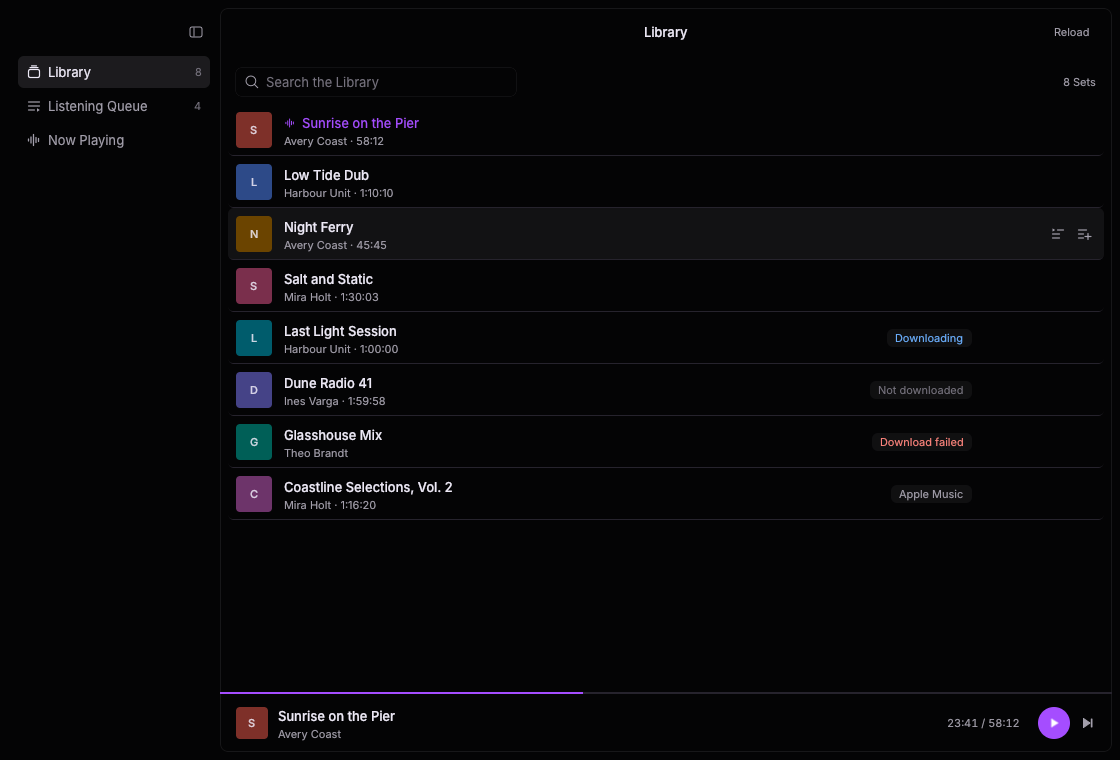 Library
Reload
Library 8
Listening Queue 4
Now Playing
Search the Library
8 Sets
S
Sunrise on the Pier
Avery Coast · 58:12
L
Low Tide Dub
Harbour Unit · 1:10:10
N
Night Ferry
Avery Coast · 45:45
S
Salt and Static
Mira Holt · 1:30:03
L
Last Light Session
Harbour Unit · 1:00:00
Downloading
D
Dune Radio 41
Ines Varga · 1:59:58
Not downloaded
G
Glasshouse Mix
Theo Brandt
Download failed
C
Coastline Selections, Vol. 2
Mira Holt · 1:16:20
Apple Music
S
Sunrise on the Pier
Avery Coast
23:41 / 58:12